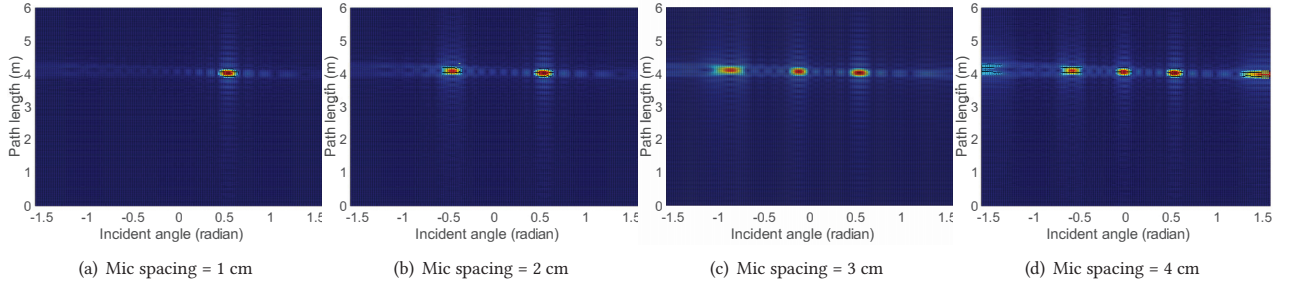 6
5
4
3
2
1
0
Path length (m)
-1.5 -1 -0.5 0 0.5 1 1.5
Incident angle (radian)
(a) Mic spacing = 1 cm
6
5
4
3
2
1
0
Path length (m)
-1.5 -1 -0.5 0 0.5 1 1.5
Incident angle (radian)
(b) Mic spacing = 2 cm
6
5
4
3
2
1
0
Path length (m)
-1.5 -1 -0.5 0 0.5 1 1.5
Incident angle (radian)
(c) Mic spacing = 3 cm
6
5
4
3
2
1
0
Path length (m)
-1.5 -1 -0.5 0 0.5 1 1.5
Incident angle (radian)
(d) Mic spacing = 4 cm